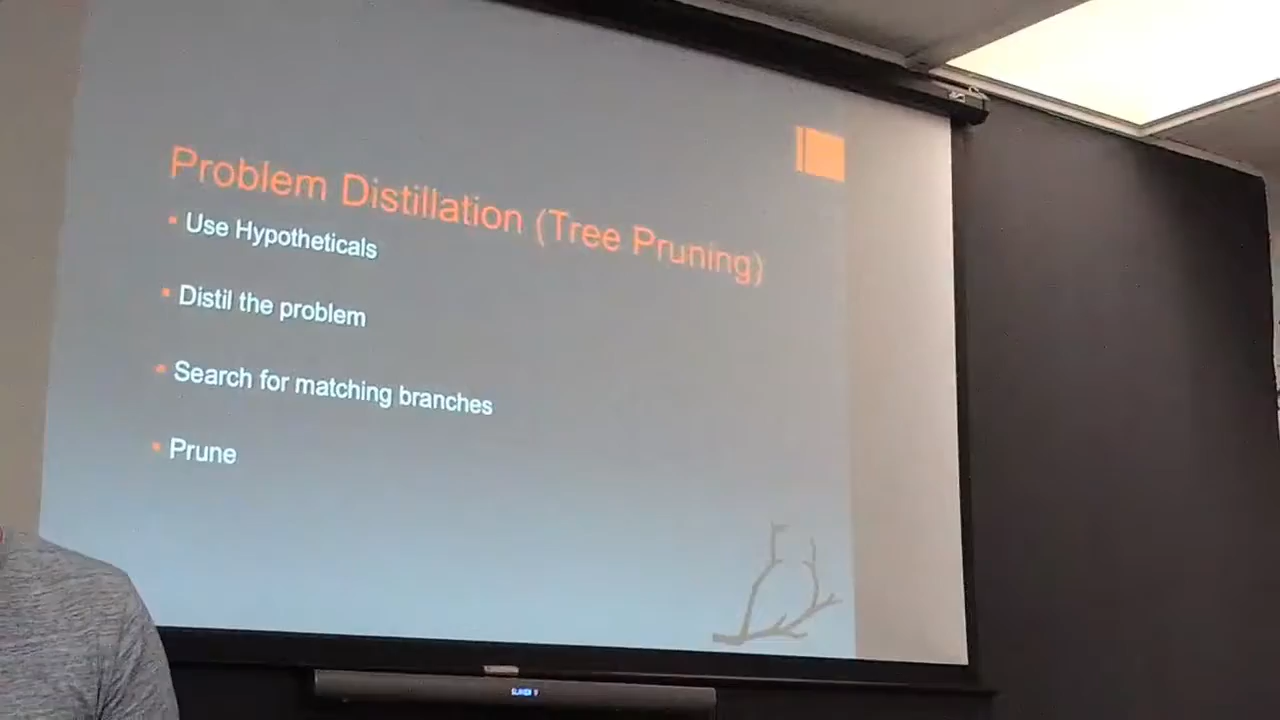 Problem Distillation (Tree Pruning)
Use Hypotheticals
Distil the problem
Search for matching branches
Prune